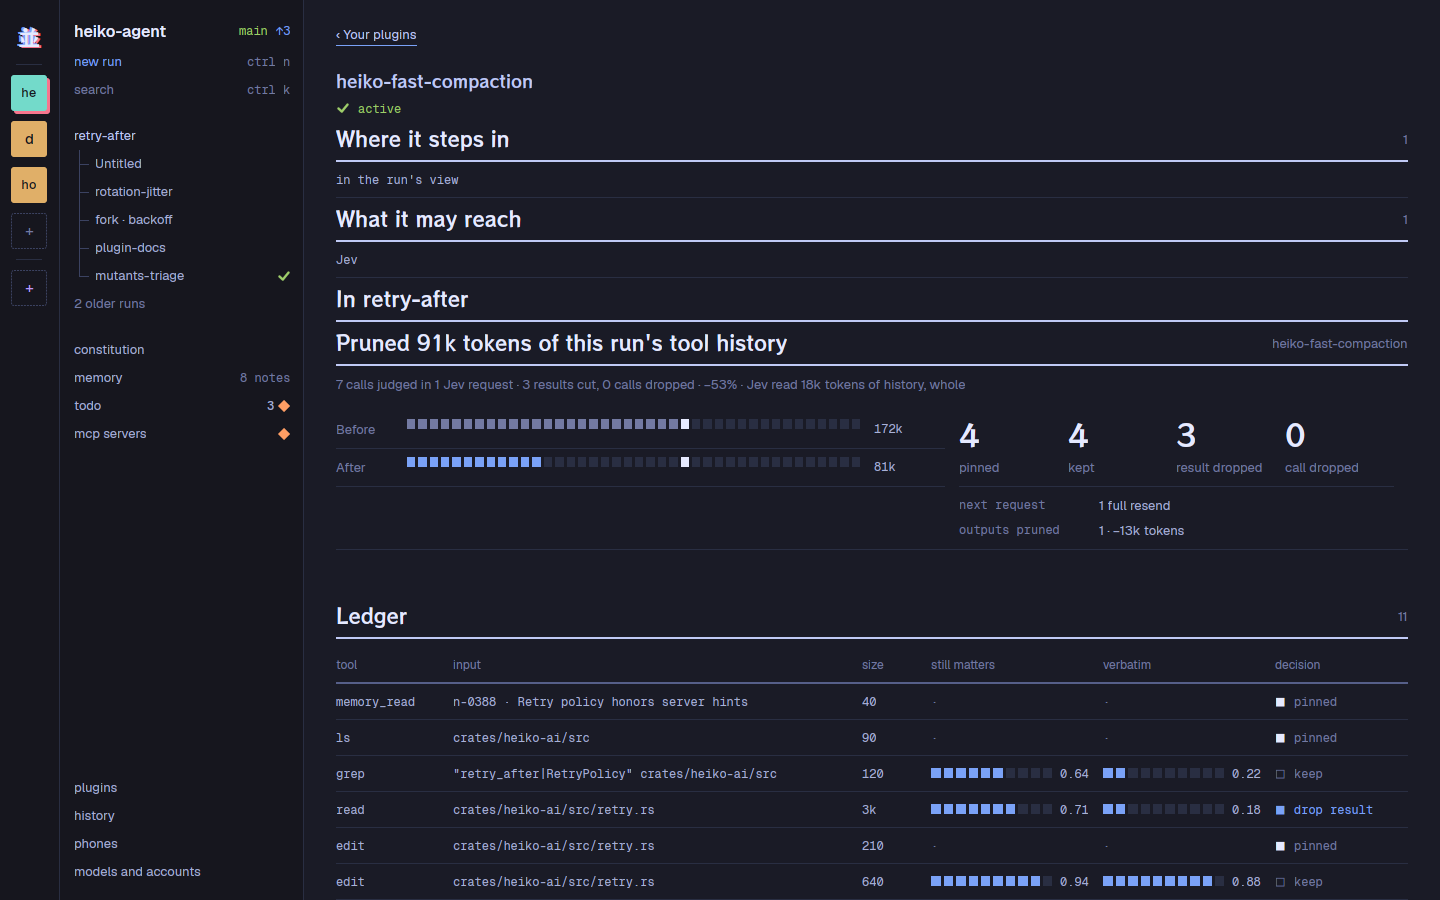 heiko-agent
main ↑3
new run
ctrl n
search
ctrl k
he
d
ho
+
+
retry-after
Untitled
rotation-jitter
fork · backoff
plugin-docs
mutants-triage
2 older runs
constitution
memory
8 notes
todo
3
mcp servers
plugins
history
phones
models and accounts
‹ Your plugins
heiko-fast-compaction
active
Where it steps in
1
in the run's view
What it may reach
1
Jev
In retry-after
Pruned 91k tokens of this run's tool history
heiko-fast-compaction
7 calls judged in 1 Jev request · 3 results cut, 0 calls dropped · −53% · Jev read 18k tokens of history, whole
Before
172k
After
81k
4 4 3 0
pinned kept result dropped call dropped
next request 1 full resend
outputs pruned 1 · −13k tokens
Ledger
11
tool input size still matters verbatim decision
memory_read n-0388 · Retry policy honors server hints 40 · · pinned
ls crates/heiko-ai/src 90 · · pinned
grep "retry_after|RetryPolicy" crates/heiko-ai/src 120 0.64 0.22 keep
read crates/heiko-ai/src/retry.rs 3k 0.71 0.18 drop result
edit crates/heiko-ai/src/retry.rs 210 · · pinned
edit crates/heiko-ai/src/retry.rs 640 0.94 0.88 keep